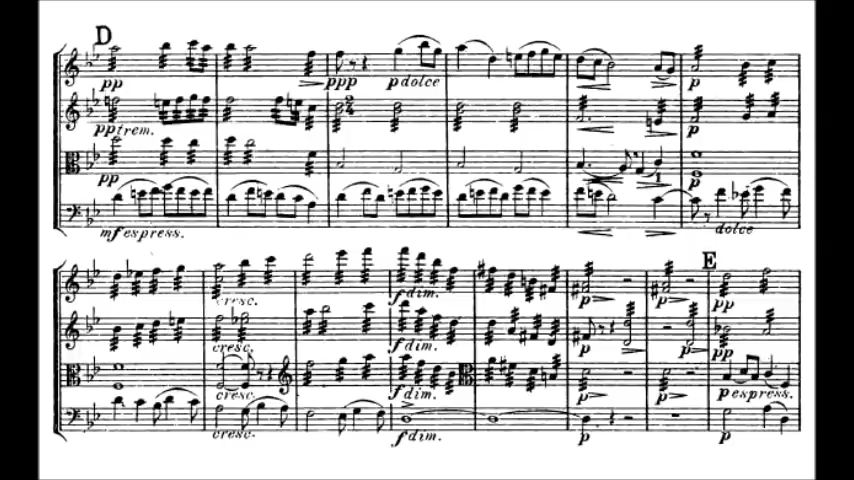 D
pp ppp p dolce p
pp trem.
pp p
mf espress. dolce
E
cresc. f dim. p p pp
cresc. f dim. p p pp
cresc. f dim. p p espress.
cresc. f dim. p p